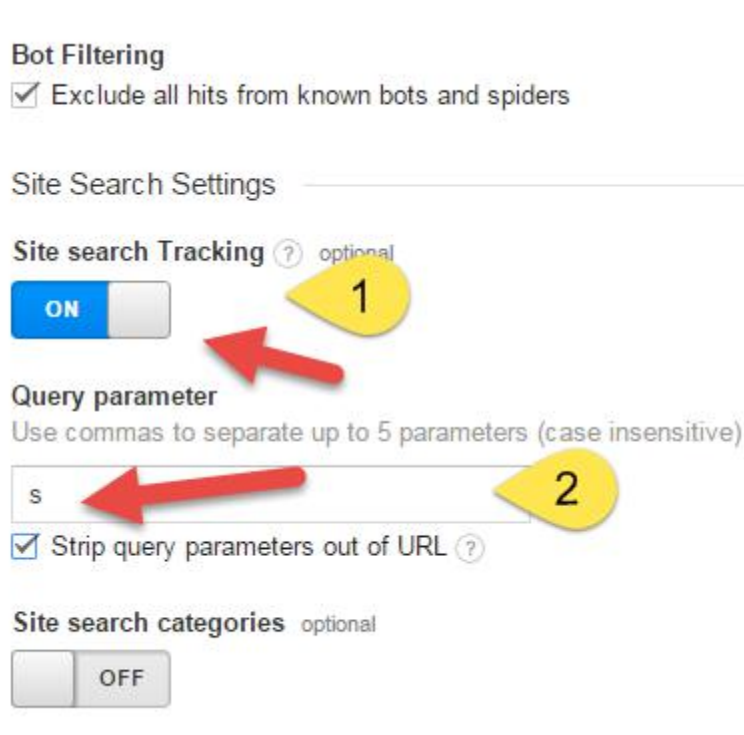 Bot Filtering
Exclude all hits from known bots and spiders
Site Search Settings
Site search Tracking ? optional
1
ON
Query parameter
Use commas to separate up to 5 parameters (case insensitive)
s
2
Strip query parameters out of URL ?
Site search categories optional
OFF